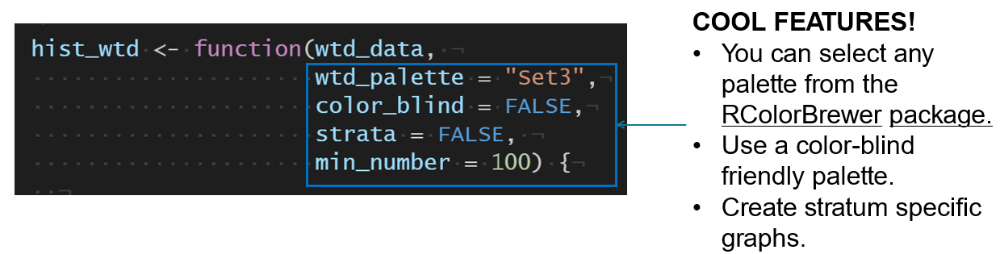 hist_wtd <- function(wtd_data,
wtd_palette = "Set3",
color_blind = FALSE,
strata = FALSE,
min_number = 100) {
COOL FEATURES!
• You can select any
palette from the
RColorBrewer package.
• Use a color-blind
friendly palette.
• Create stratum specific
graphs.